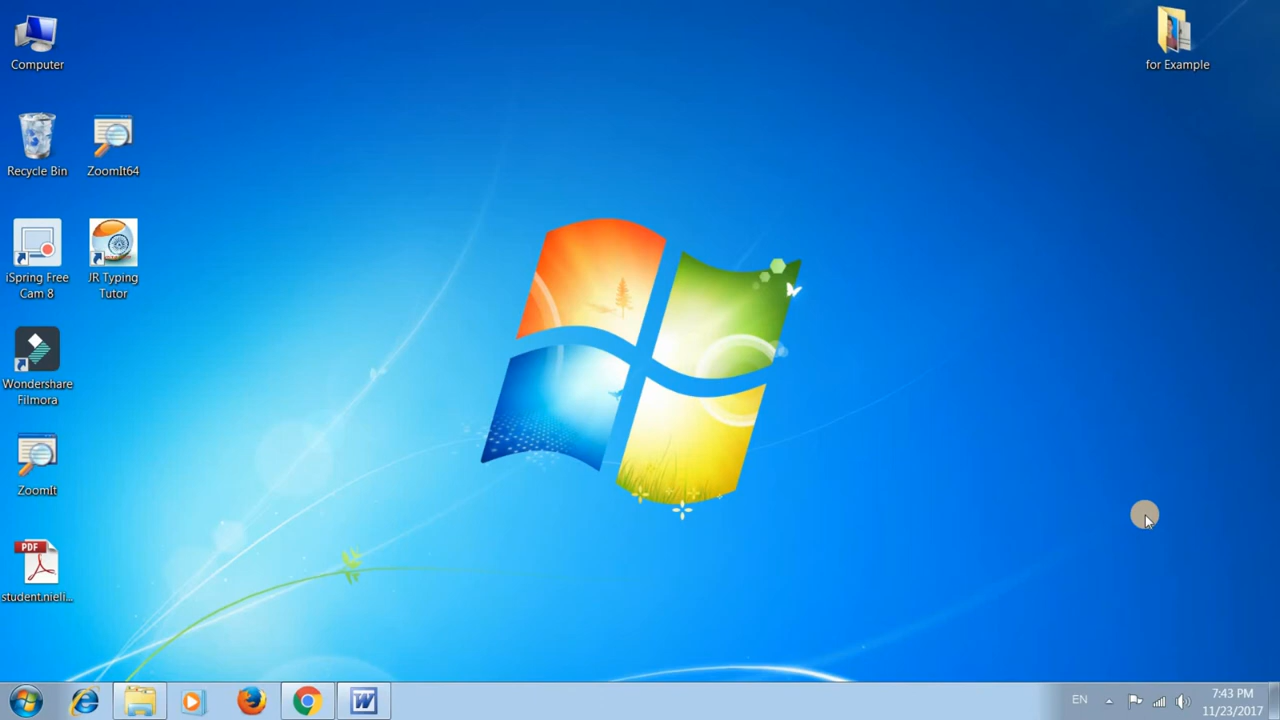 Computer
for Example
Recycle Bin
ZoomIt64
iSpring Free
Cam 8
JR Typing
Tutor
Wondershare
Filmora
ZoomIt
PDF
student.nieli...
W
EN
7:43 PM
11/23/2017